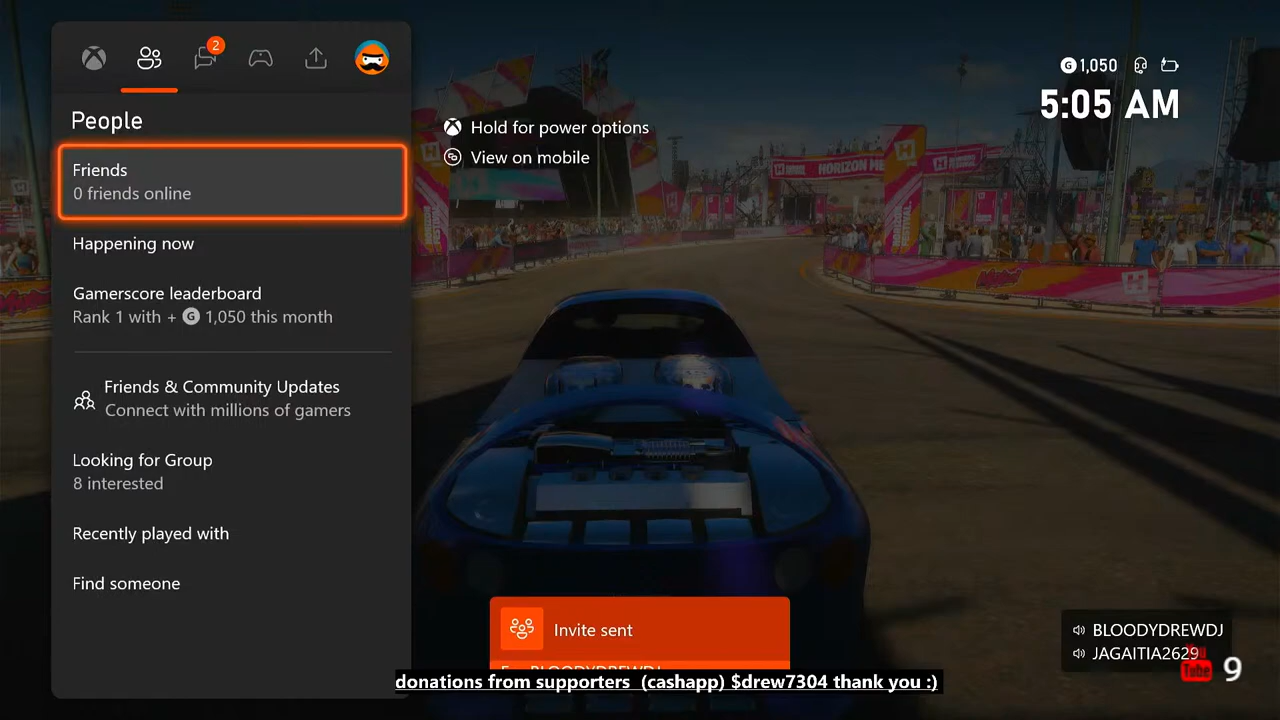 2
People
Friends
0 friends online
Happening now
Gamerscore leaderboard
Rank 1 with + G 1,050 this month
Friends & Community Updates
Connect with millions of gamers
Looking for Group
8 interested
Recently played with
Find someone
Hold for power options
View on mobile
G 1,050
5:05 AM
HORIZON
Invite sent
BLOODYDREWDJ
BLOODYDREWDJ
JAGAITIA2629
Tube 9
donations from supporters (cashapp) $drew7304 thank you :)